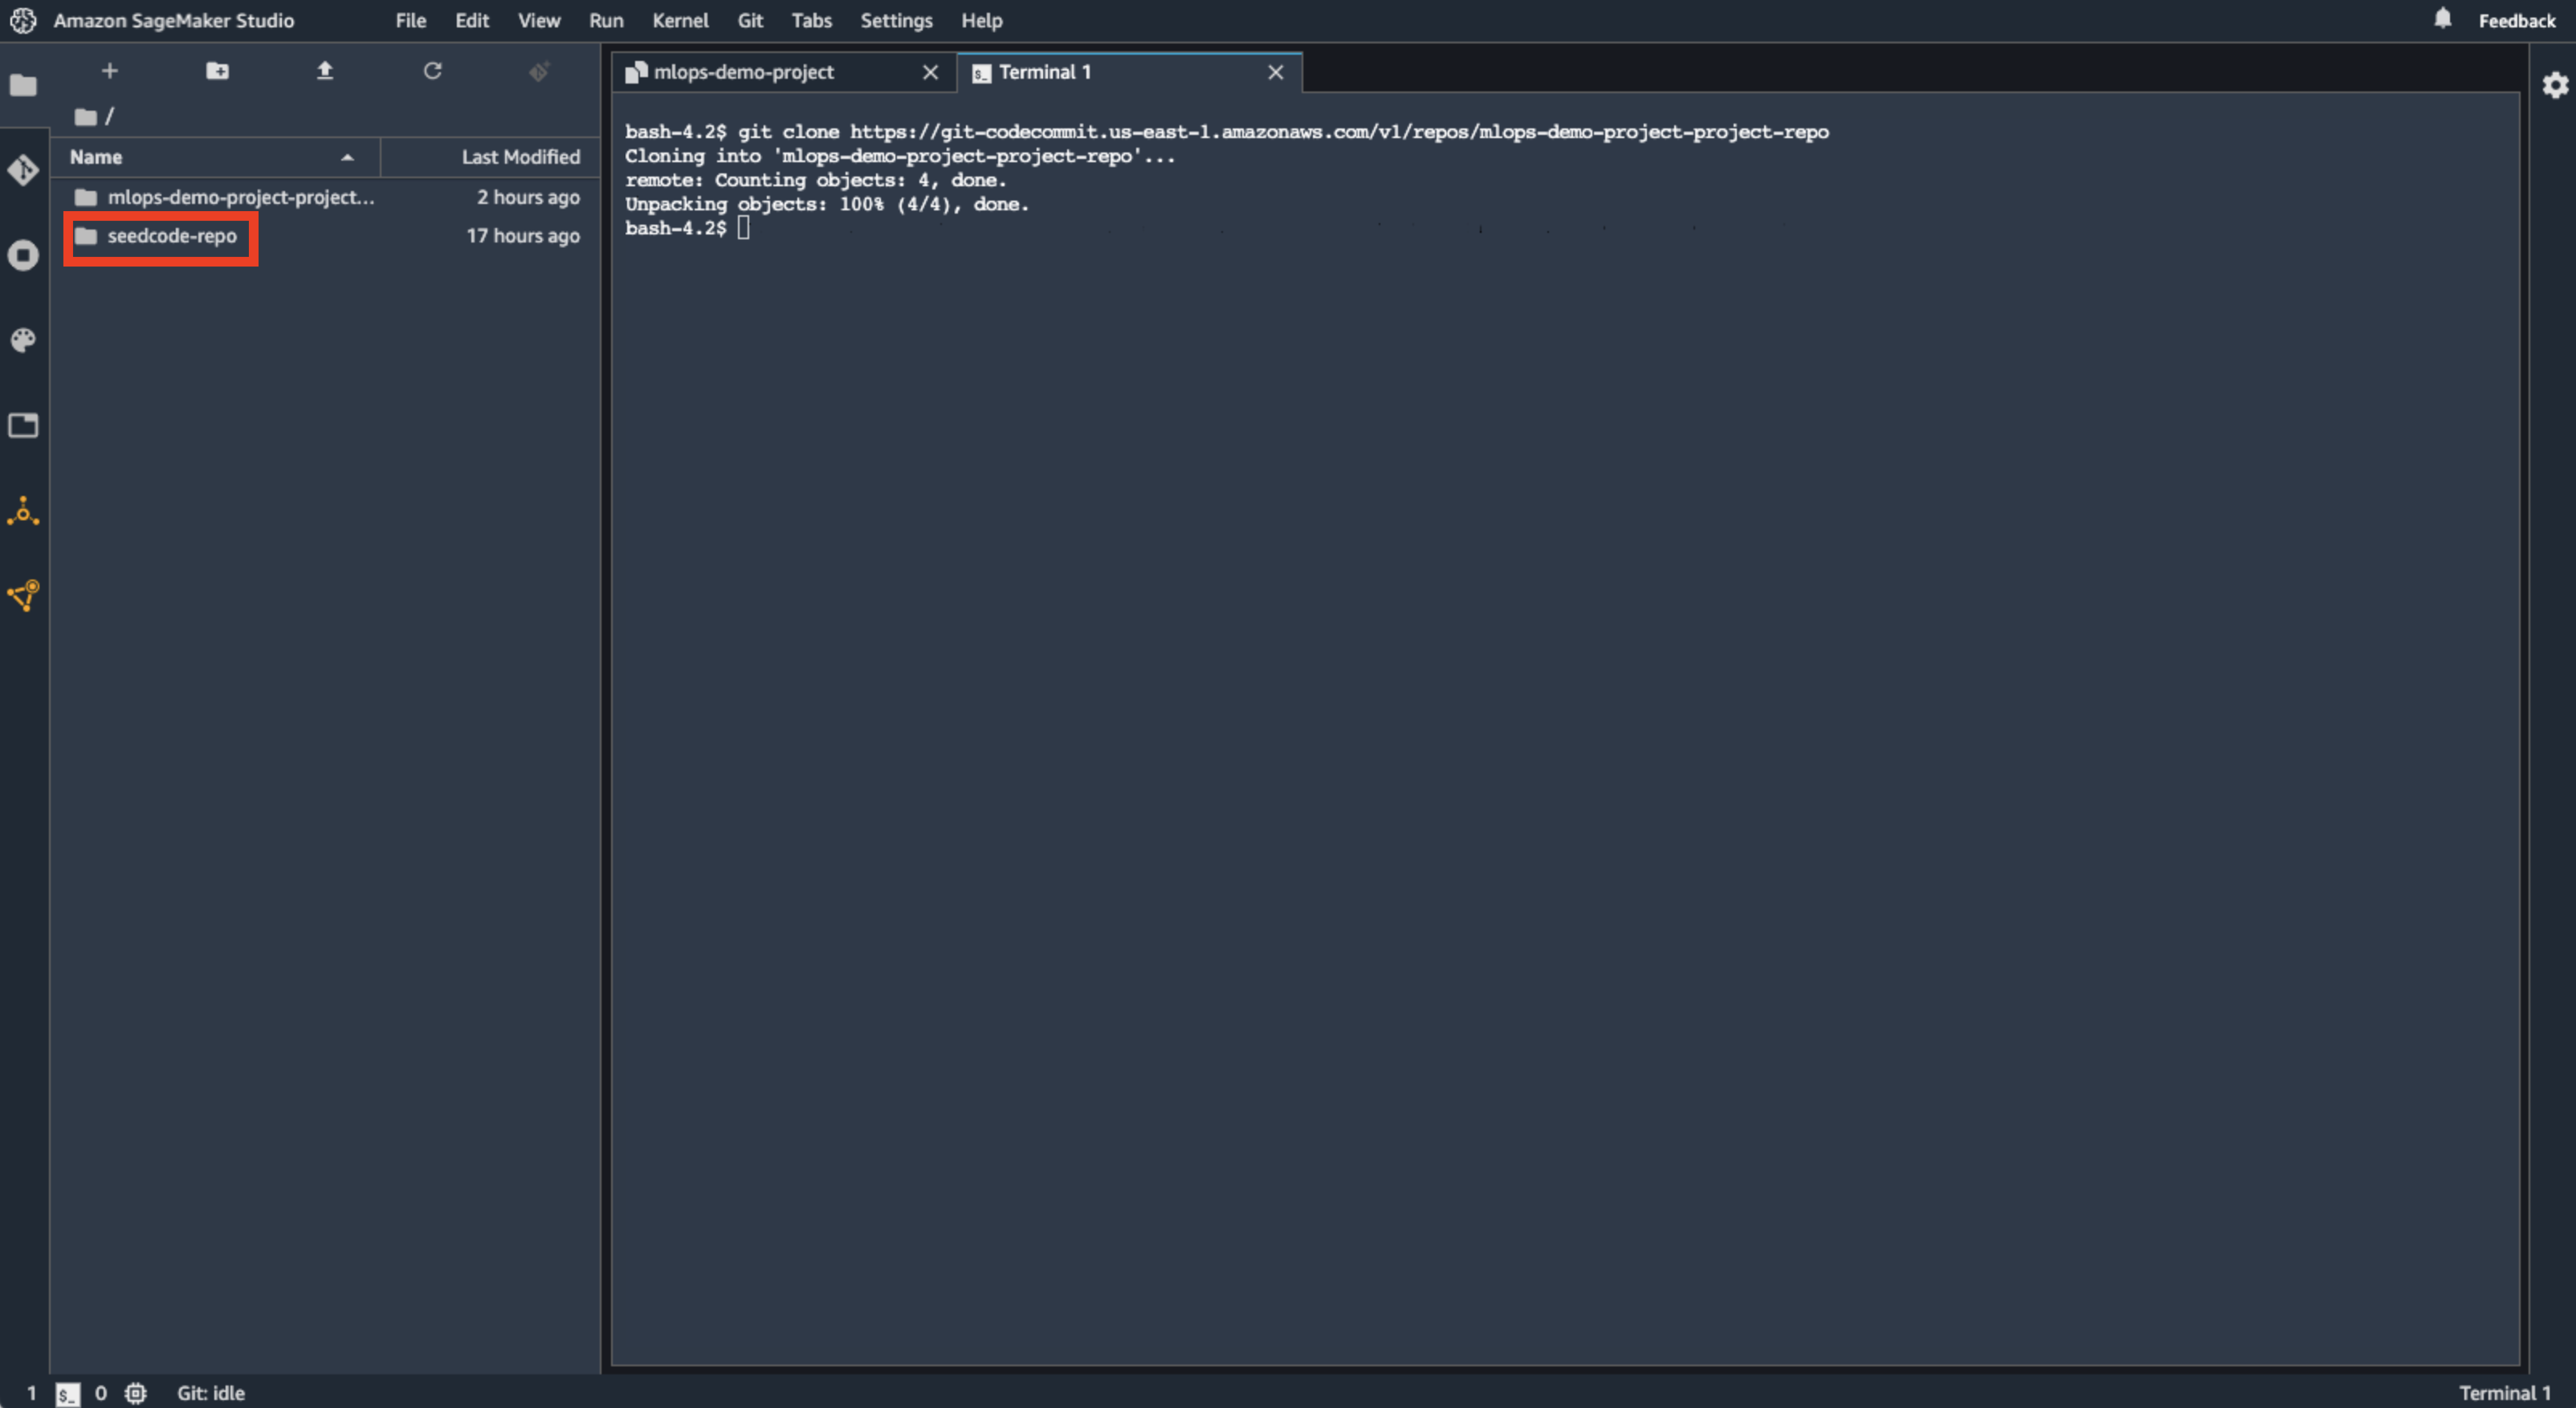 Amazon SageMaker Studio File Edit View Run Kernel Git Tabs Settings Help Feedback
/
Name Last Modified
mlops-demo-project-project... 2 hours ago
seedcode-repo 17 hours ago
mlops-demo-project Terminal 1
bash-4.2$ git clone https://git-codecommit.us-east-1.amazonaws.com/v1/repos/mlops-demo-project-project-repo
Cloning into 'mlops-demo-project-project-repo'...
remote: Counting objects: 4, done.
Unpacking objects: 100% (4/4), done.
bash-4.2$
1 $_ 0 Git: idle Terminal 1